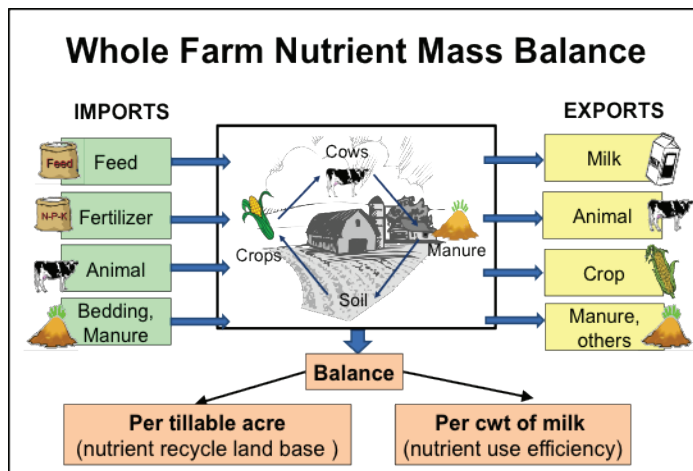 Whole Farm Nutrient Mass Balance
IMPORTS
Feed
Feed
N-P-K
Fertilizer
Animal
Bedding,
Manure
Cows
Crops
Manure
Soil
EXPORTS
Milk
Animal
Crop
Manure,
others
Balance
Per tillable acre
(nutrient recycle land base )
Per cwt of milk
(nutrient use efficiency)